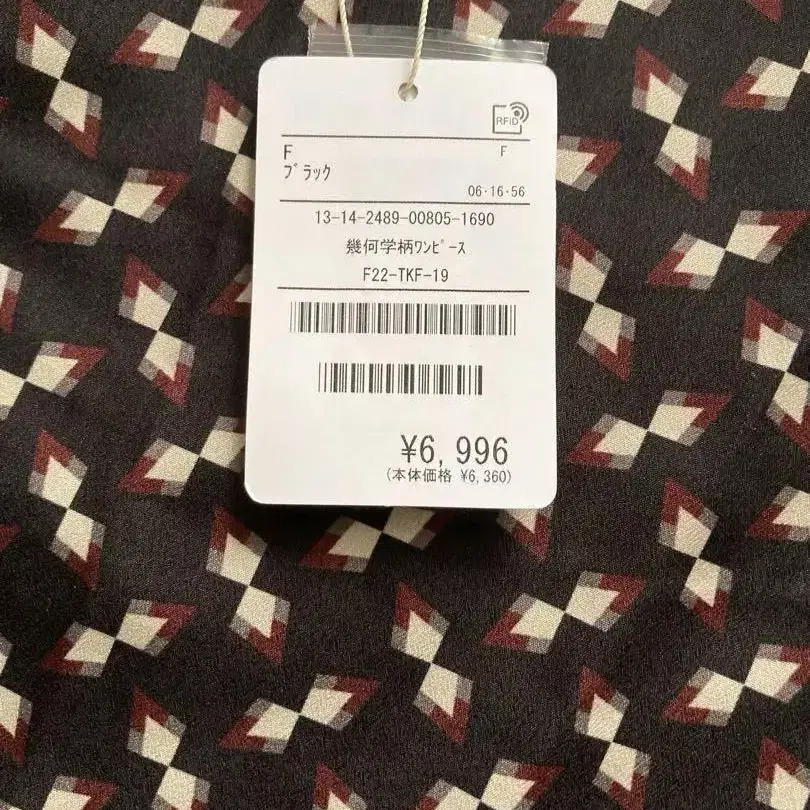 RFID
F F
ﾌﾞﾗｯｸ
06・16・56
13-14-2489-00805-1690
幾何学柄ﾜﾝﾋﾟｰｽ
F22-TKF-19
¥6,996
(本体価格 ¥6,360)